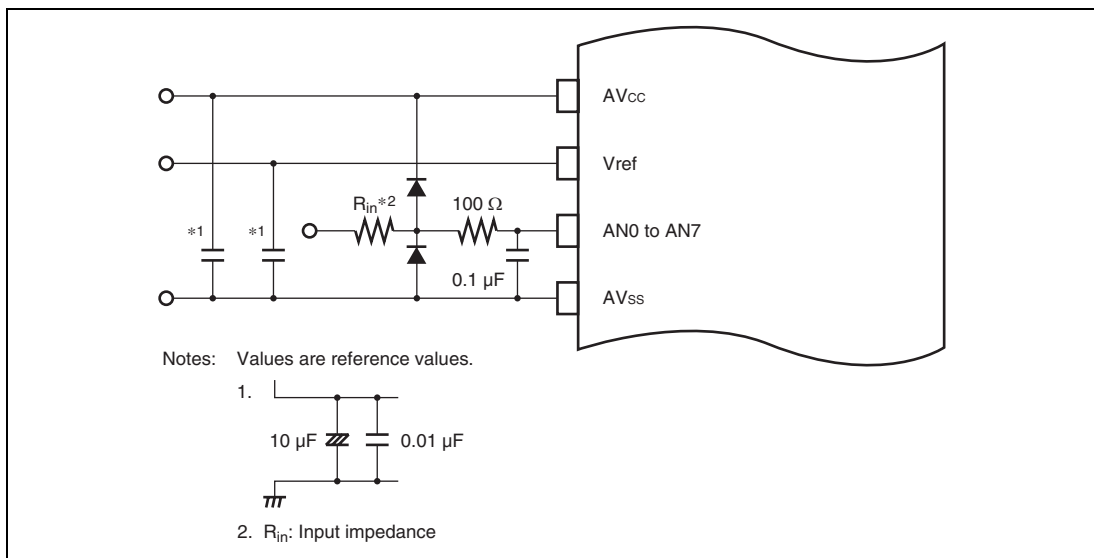 AVCC
Vref
Rin*2
100 Ω
*1
*1
AN0 to AN7
0.1 µF
AVSS
Notes: Values are reference values.
1.
10 µF
0.01 µF
2. Rin: Input impedance